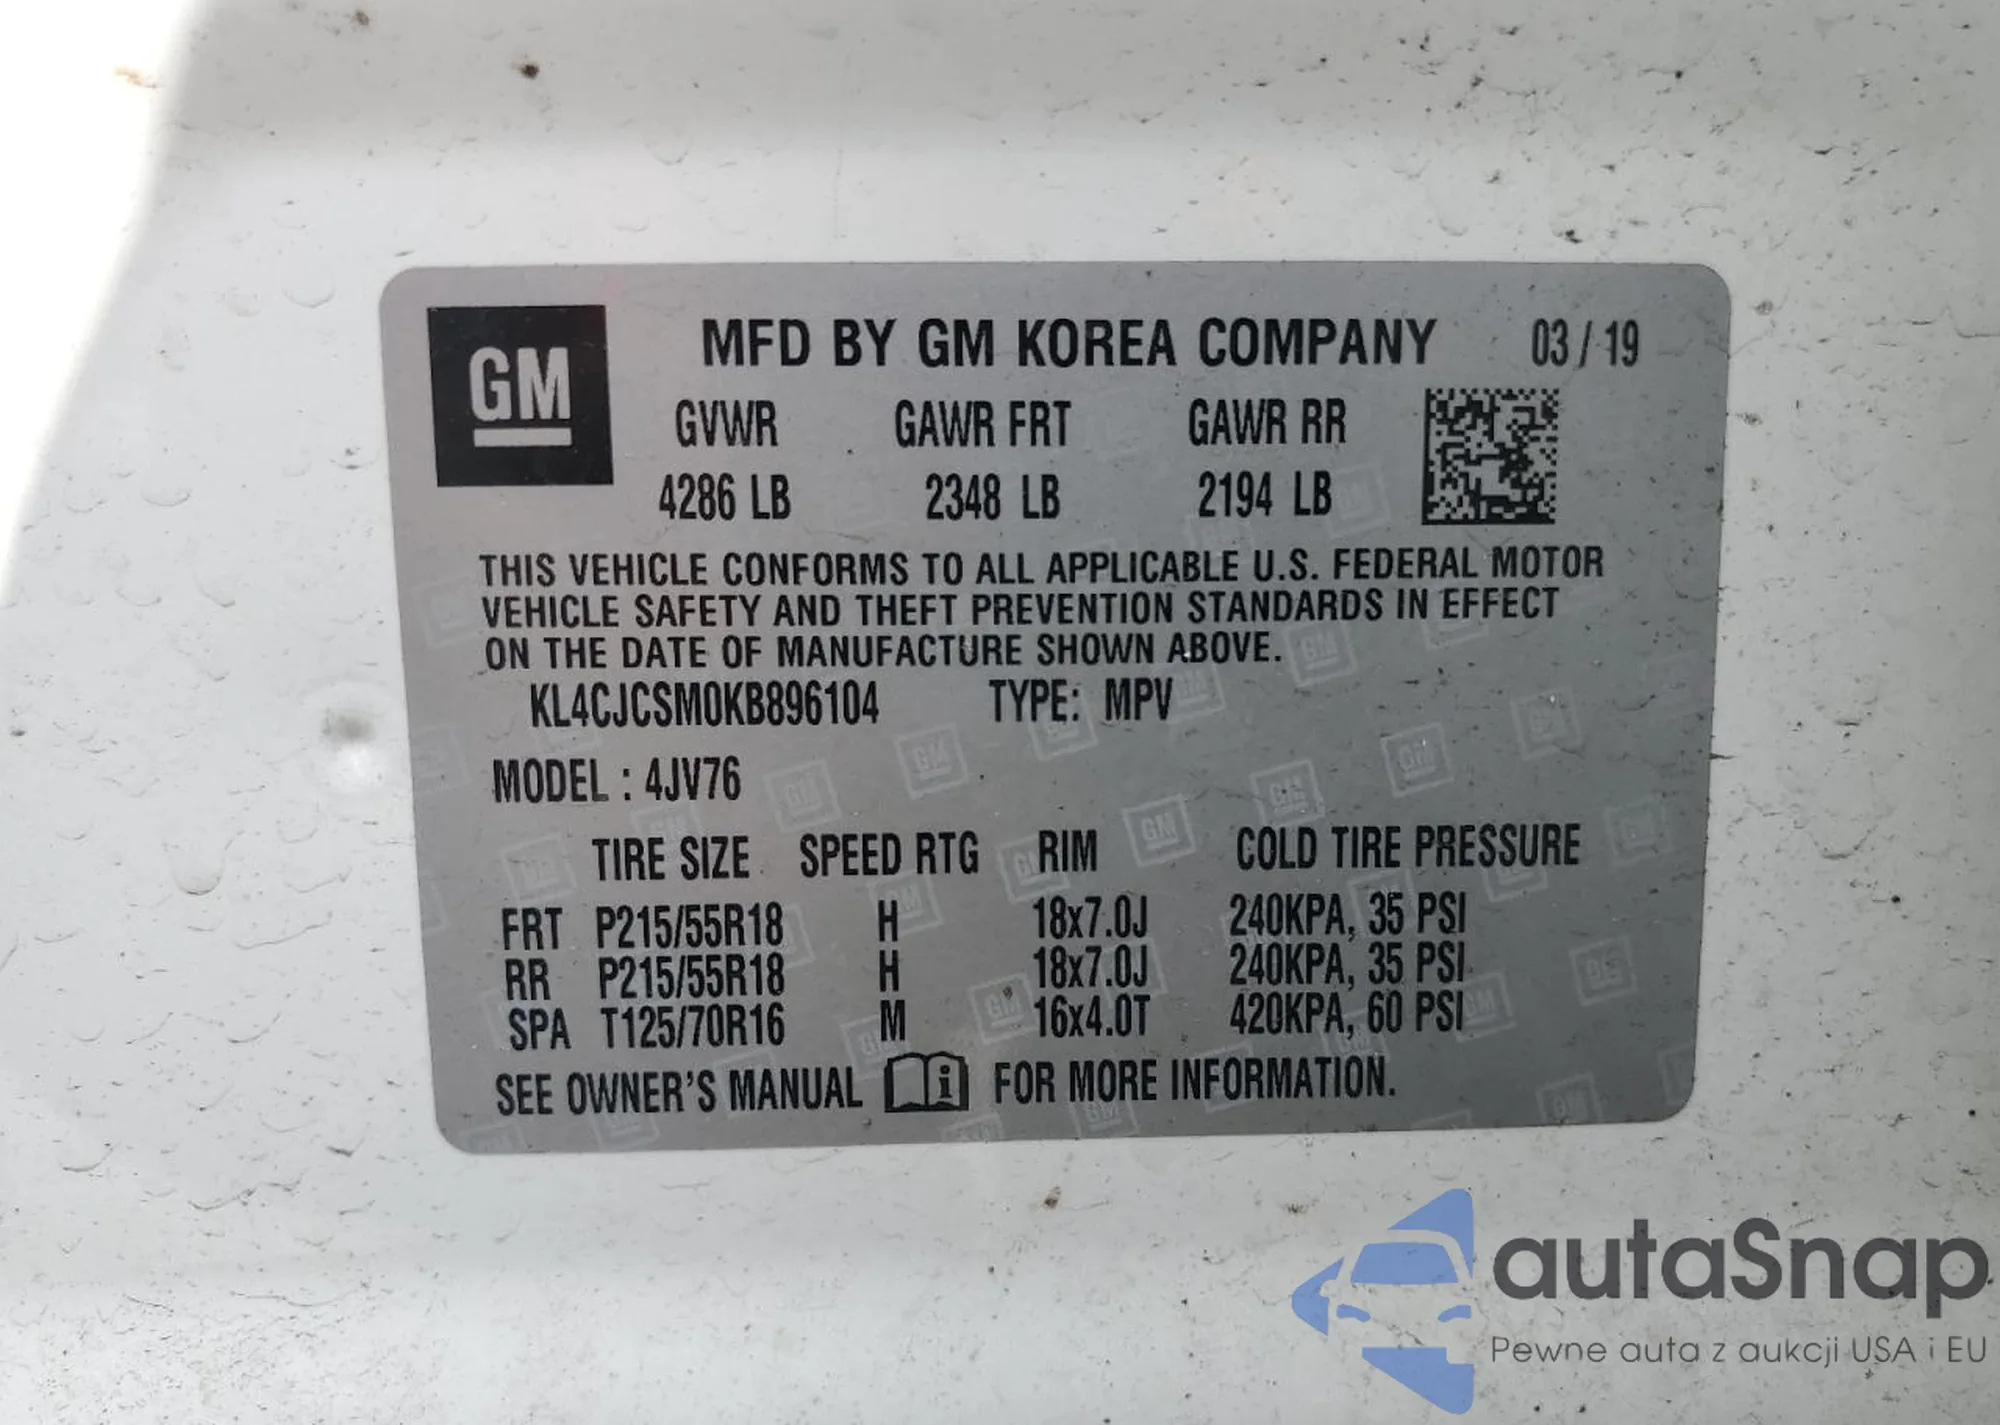 GM
MFD BY GM KOREA COMPANY 03 / 19
GVWR GAWR FRT GAWR RR
4286 LB 2348 LB 2194 LB
THIS VEHICLE CONFORMS TO ALL APPLICABLE U.S. FEDERAL MOTOR
VEHICLE SAFETY AND THEFT PREVENTION STANDARDS IN EFFECT
ON THE DATE OF MANUFACTURE SHOWN ABOVE.
KL4CJCSM0KB896104 TYPE: MPV
MODEL : 4JV76
TIRE SIZE SPEED RTG RIM COLD TIRE PRESSURE
FRT P215/55R18 H 18x7.0J 240KPA, 35 PSI
RR P215/55R18 H 18x7.0J 240KPA, 35 PSI
SPA T125/70R16 M 16x4.0T 420KPA, 60 PSI
SEE OWNER'S MANUAL i FOR MORE INFORMATION.
autaSnap
Pewne auta z aukcji USA i EU